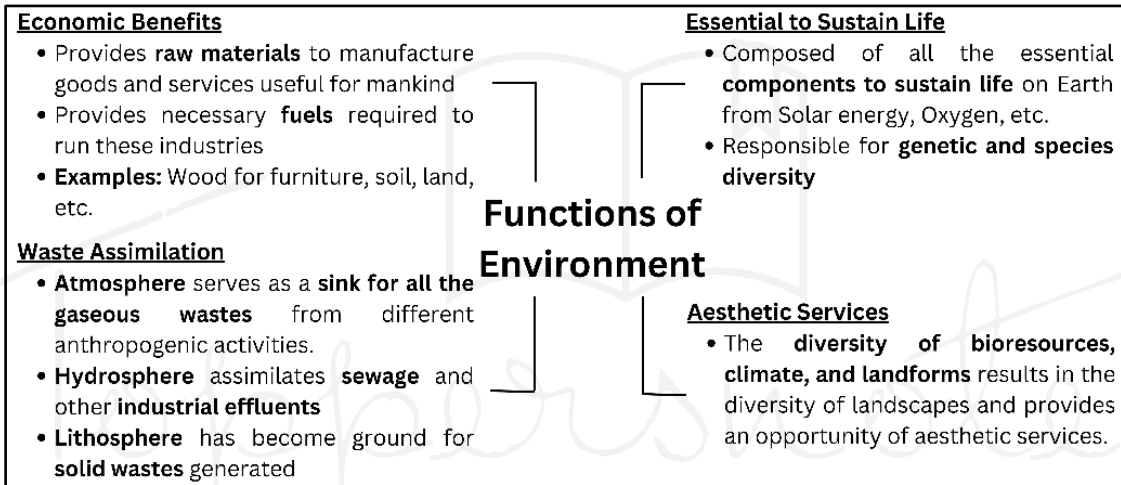 Economic Benefits
• Provides raw materials to manufacture
goods and services useful for mankind
• Provides necessary fuels required to
run these industries
• Examples: Wood for furniture, soil, land,
etc.
Waste Assimilation
• Atmosphere serves as a sink for all the
gaseous wastes from different
anthropogenic activities.
• Hydrosphere assimilates sewage and
other industrial effluents
• Lithosphere has become ground for
solid wastes generated
Functions of
Environment
Essential to Sustain Life
• Composed of all the essential
components to sustain life on Earth
from Solar energy, Oxygen, etc.
• Responsible for genetic and species
diversity
Aesthetic Services
• The diversity of bioresources,
climate, and landforms results in the
diversity of landscapes and provides
an opportunity of aesthetic services.
Toppersnotes